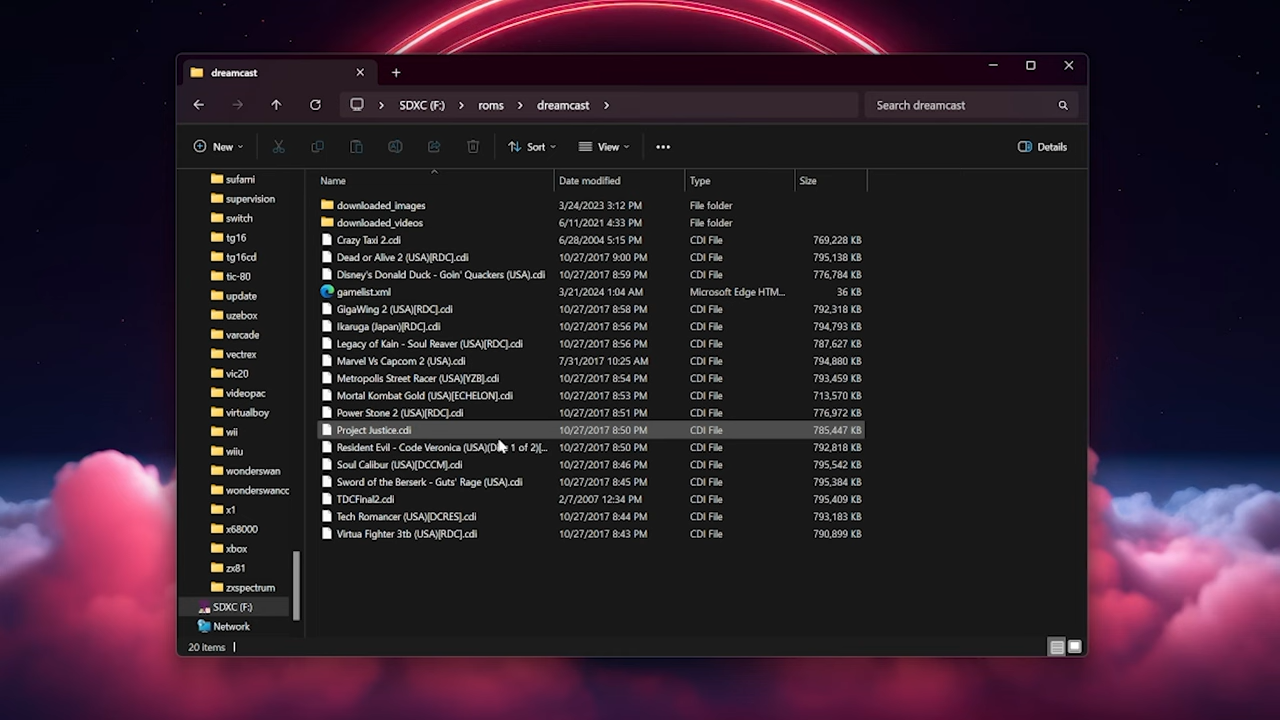 dreamcast
SDXC (F:) roms dreamcast
Search dreamcast
New
Sort
View
Details
Name Date modified Type Size
sufami
supervision
switch
tg16
tg16cd
tic-80
update
uzebox
varcade
vectrex
vic20
videopac
virtualboy
wii
wiiu
wonderswan
wonderswancc
x1
x68000
xbox
zx81
zxspectrum
SDXC (F:)
Network
downloaded_images 3/24/2023 3:12 PM File folder
downloaded_videos 6/11/2021 4:33 PM File folder
Crazy Taxi 2.cdi 6/28/2004 5:15 PM CDI File 769,228 KB
Dead or Alive 2 (USA)[RDC].cdi 10/27/2017 9:00 PM CDI File 795,138 KB
Disney's Donald Duck - Goin' Quackers (USA).cdi 10/27/2017 8:59 PM CDI File 776,784 KB
gamelist.xml 3/21/2024 1:04 AM Microsoft Edge HTM... 36 KB
GigaWing 2 (USA)[RDC].cdi 10/27/2017 8:58 PM CDI File 792,318 KB
Ikaruga (Japan)[RDC].cdi 10/27/2017 8:56 PM CDI File 794,793 KB
Legacy of Kain - Soul Reaver (USA)[RDC].cdi 10/27/2017 8:56 PM CDI File 787,627 KB
Marvel Vs Capcom 2 (USA).cdi 7/31/2017 10:25 AM CDI File 794,880 KB
Metropolis Street Racer (USA)[YZB].cdi 10/27/2017 8:54 PM CDI File 793,459 KB
Mortal Kombat Gold (USA)[ECHELON].cdi 10/27/2017 8:53 PM CDI File 713,570 KB
Power Stone 2 (USA)[RDC].cdi 10/27/2017 8:51 PM CDI File 776,972 KB
Project Justice.cdi 10/27/2017 8:50 PM CDI File 785,447 KB
Resident Evil - Code Veronica (USA) 1 of 2)[... 10/27/2017 8:50 PM CDI File 792,818 KB
Soul Calibur (USA)[DCCM].cdi 10/27/2017 8:46 PM CDI File 795,542 KB
Sword of the Berserk - Guts' Rage (USA).cdi 10/27/2017 8:45 PM CDI File 795,384 KB
TDCFinal2.cdi 2/7/2007 12:34 PM CDI File 795,409 KB
Tech Romancer (USA)[DCRES].cdi 10/27/2017 8:44 PM CDI File 793,183 KB
Virtua Fighter 3tb (USA)[RDC].cdi 10/27/2017 8:43 PM CDI File 790,899 KB
20 items